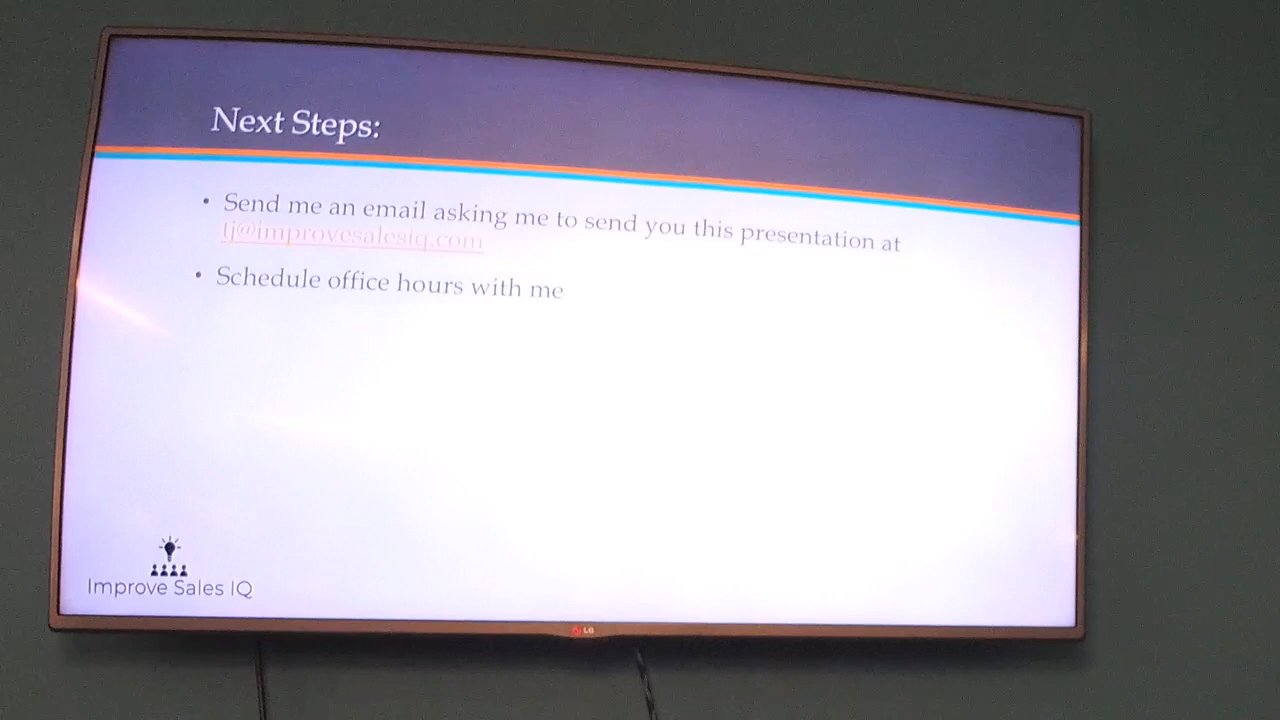 Next Steps:
• Send me an email asking me to send you this presentation at
tj@improvesalesiq.com
• Schedule office hours with me
Improve Sales IQ
LG